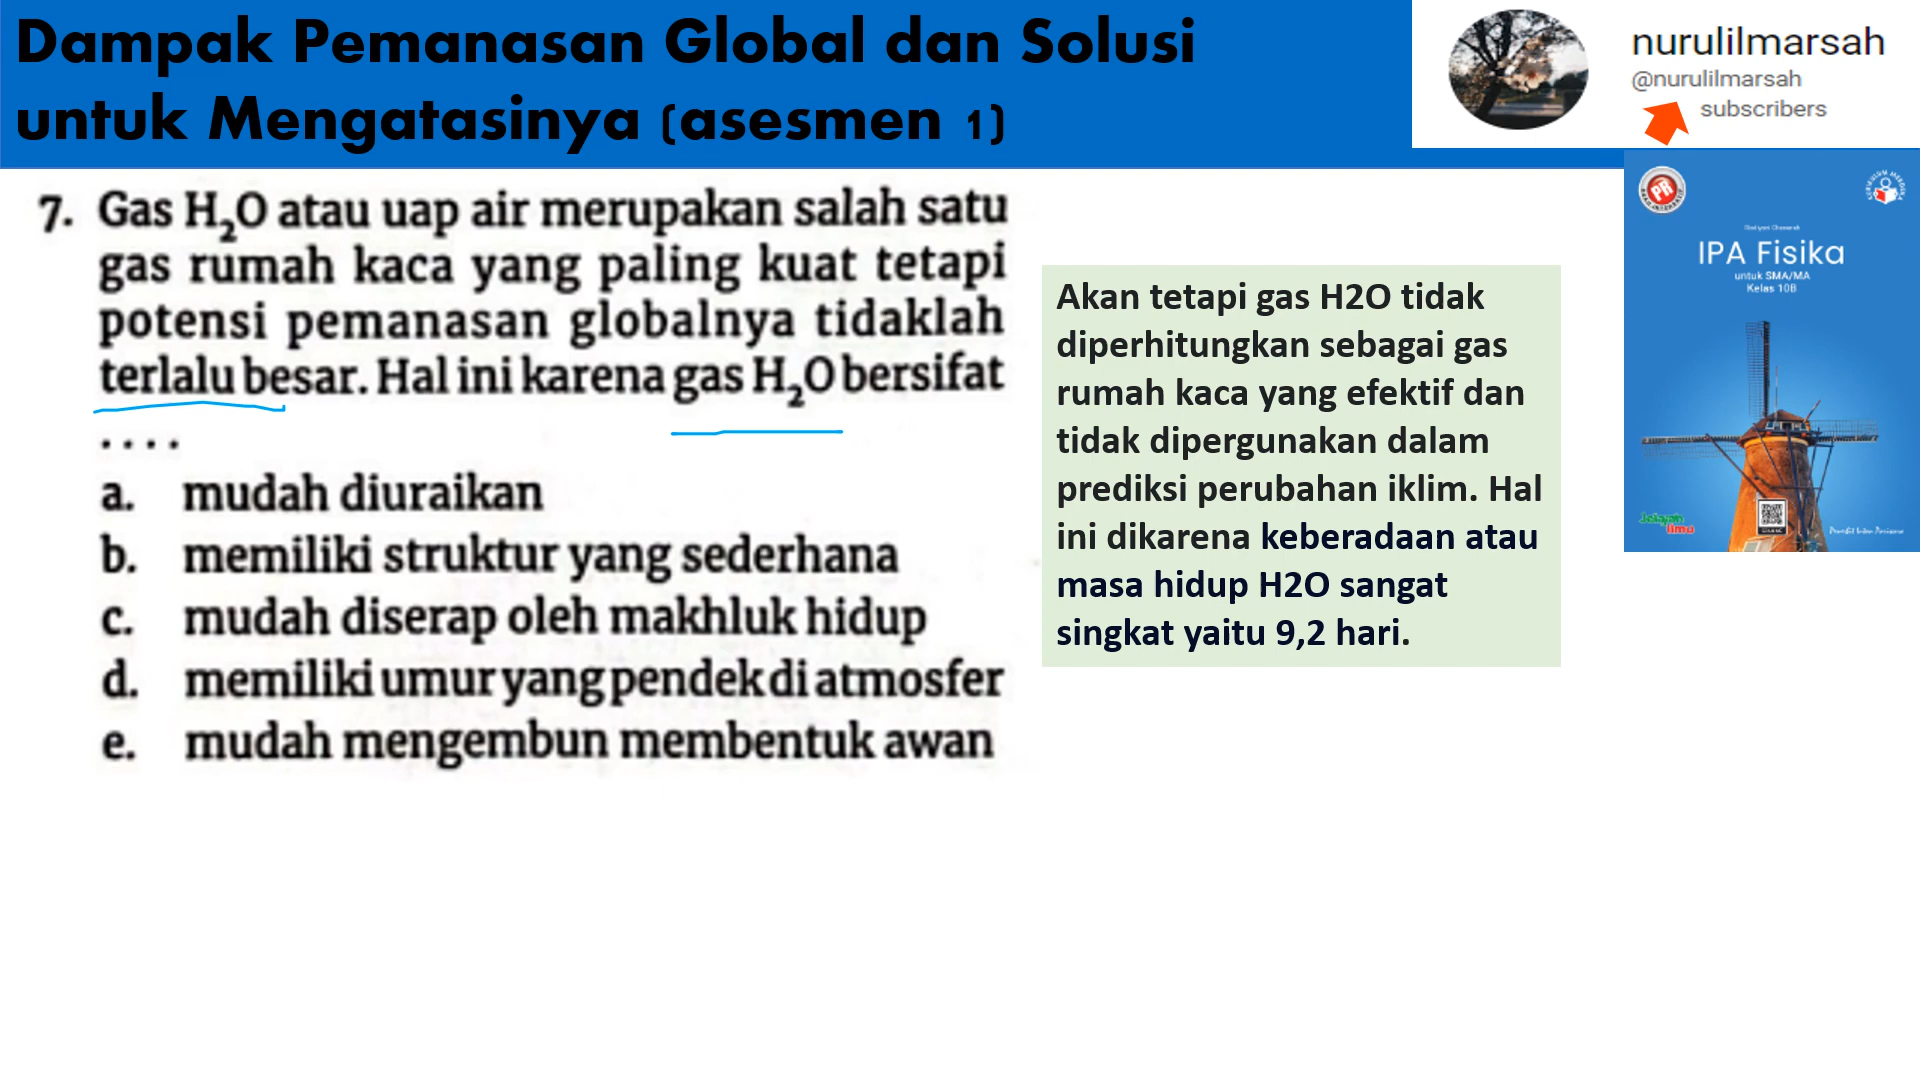 Dampak Pemanasan Global dan Solusi
untuk Mengatasinya (asesmen 1)
nurulilmarsah
@nurulilmarsah
subscribers
7. Gas H₂O atau uap air merupakan salah satu
gas rumah kaca yang paling kuat tetapi
potensi pemanasan globalnya tidaklah
terlalu besar. Hal ini karena gas H₂O bersifat
. . . .
a. mudah diuraikan
b. memiliki struktur yang sederhana
c. mudah diserap oleh makhluk hidup
d. memiliki umur yang pendek di atmosfer
e. mudah mengembun membentuk awan
Akan tetapi gas H2O tidak
diperhitungkan sebagai gas
rumah kaca yang efektif dan
tidak dipergunakan dalam
prediksi perubahan iklim. Hal
ini dikarena keberadaan atau
masa hidup H2O sangat
singkat yaitu 9,2 hari.
PR
IPA Fisika
untuk SMA/MA
Kelas 10B